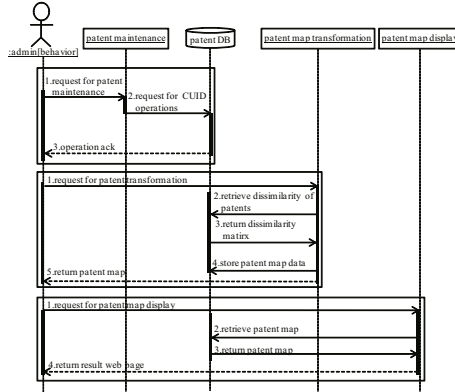 patent maintenance
patent DB
patent map transformation
patent map display
:admin[behavior]
1.request for patent
maintenance
2.request for CUID
operations
3.operation ack
1.request for patent transformation
2.retrieve dissimilarity of
patents
3.return dissimilarity
matirx
4.store patent map data
5.return patent map
1.request for patent map display
2.retrieve patent map
3.return patent map
4.return result web page